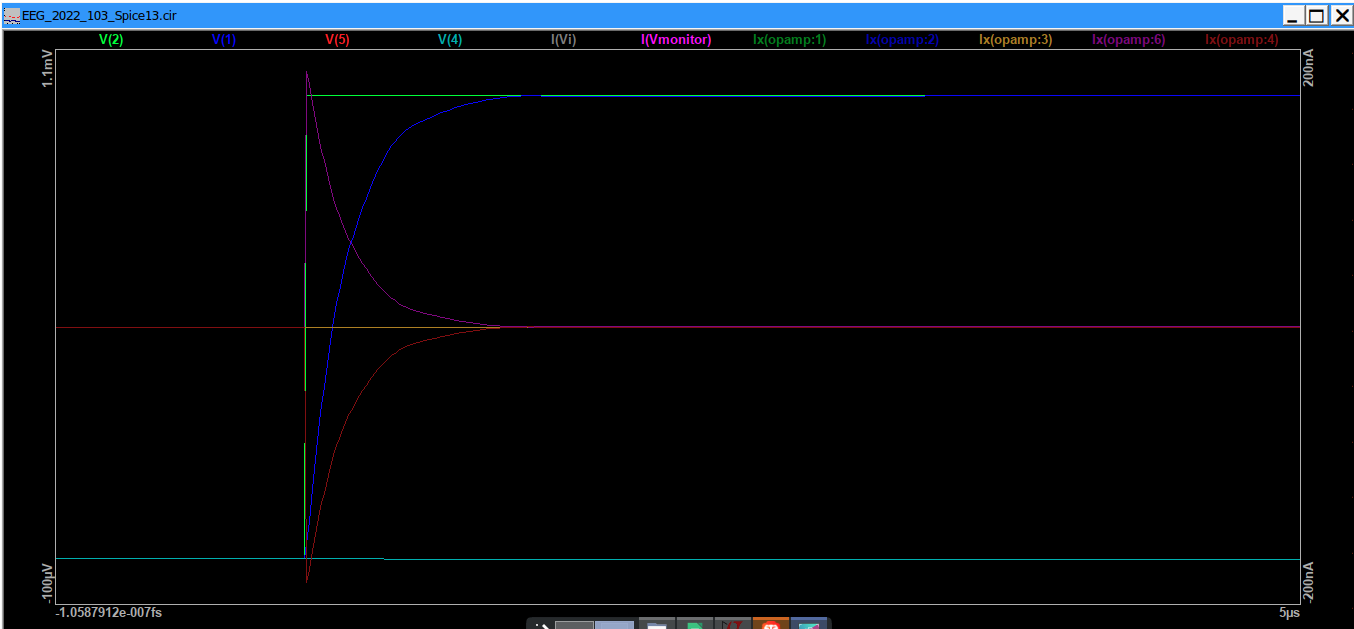 EEG_2022_103_Spice13.cir
V(2) V(1) V(5) V(4) I(Vi) I(Vmonitor) Ix(opamp:1) Ix(opamp:2) Ix(opamp:3) Ix(opamp:6) Ix(opamp:4)
1.1mV 200nA
-100µV -200nA
-1.0587912e-007fs 5µs